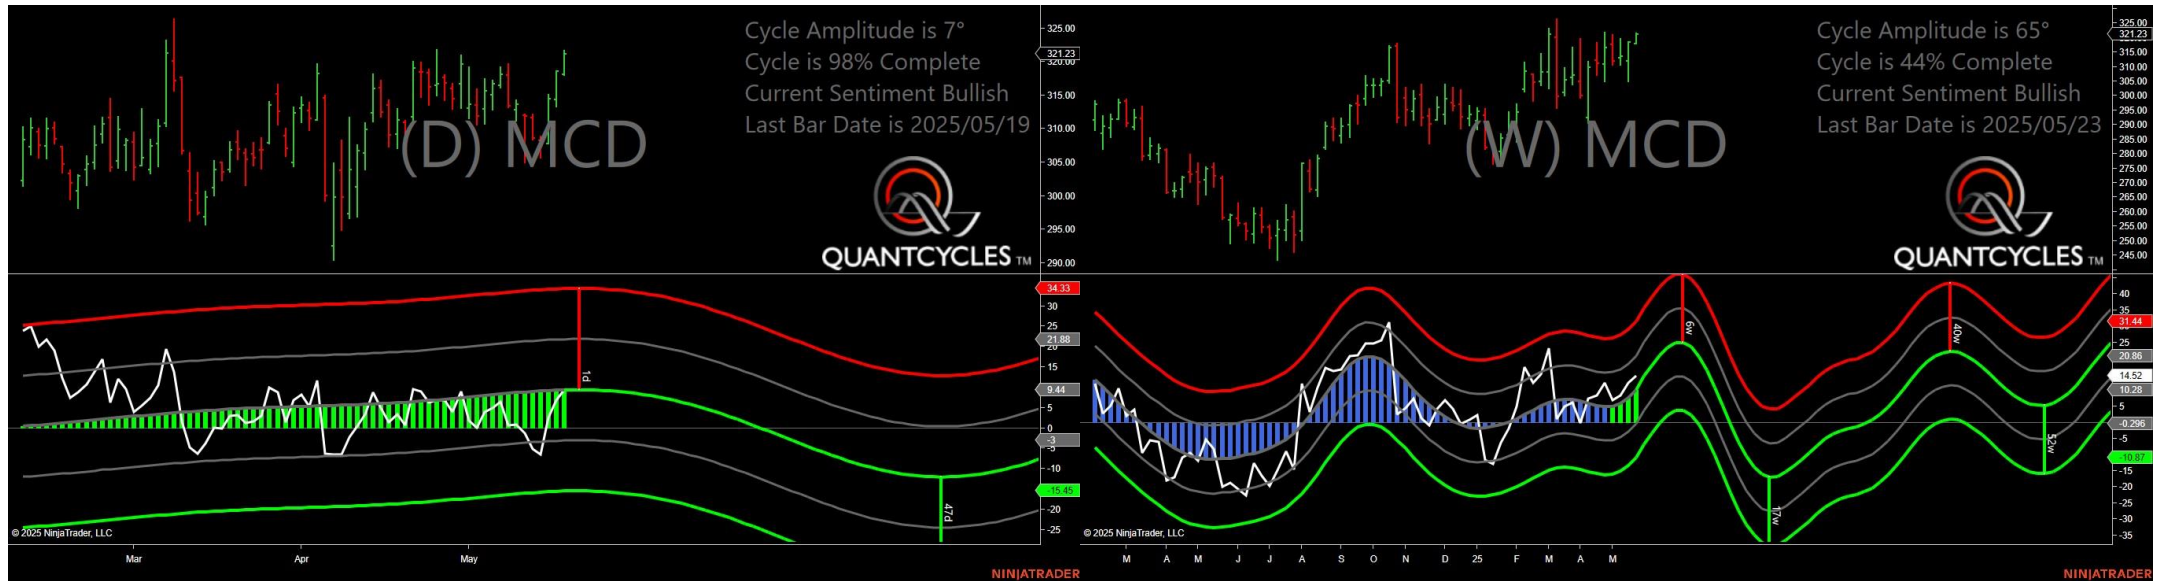 Cycle Amplitude is 7°
Cycle is 98% Complete
Current Sentiment Bullish
Last Bar Date is 2025/05/19
(D) MCD
QUANTCYCLES TM
325.00
321.23
320.00
315.00
310.00
305.00
300.00
295.00
290.00
34.33
30
25
21.88
20
15
9.44
5
0
-3
-5
-10
-15.45
-20
-25
1d
47d
© 2025 NinjaTrader, LLC
Mar
Apr
May
NINJATRADER
Cycle Amplitude is 65°
Cycle is 44% Complete
Current Sentiment Bullish
Last Bar Date is 2025/05/23
(W) MCD
QUANTCYCLES TM
325.00
321.23
315.00
310.00
305.00
300.00
295.00
290.00
285.00
280.00
275.00
270.00
265.00
260.00
255.00
250.00
245.00
40
35
31.44
25
20.86
14.52
10.28
5
-0.296
-5
-10.87
-15
-20
-25
-30
-35
6w
17w
40w
52w
© 2025 NinjaTrader, LLC
M A M J J A S O N D 25 F M A M
NINJATRADER